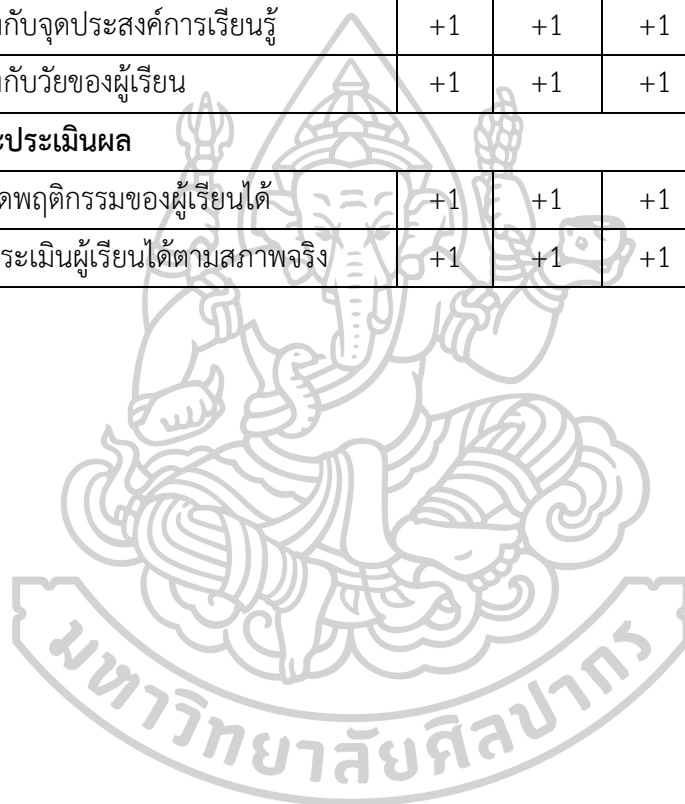 กับจุดประสงค์การเรียนรู้ +1 +1 +1
กับวัยของผู้เรียน +1 +1 +1
ประเมินผล
พฤติกรรมของผู้เรียนได้ +1 +1 +1
ระเมินผู้เรียนได้ตามสภาพจริง +1 +1 +1
มหาวิทยาลัยศิลปากร